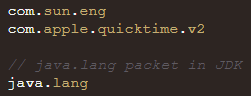 com.sun.eng
com.apple.quicktime.v2
// java.lang packet in JDK
java.lang